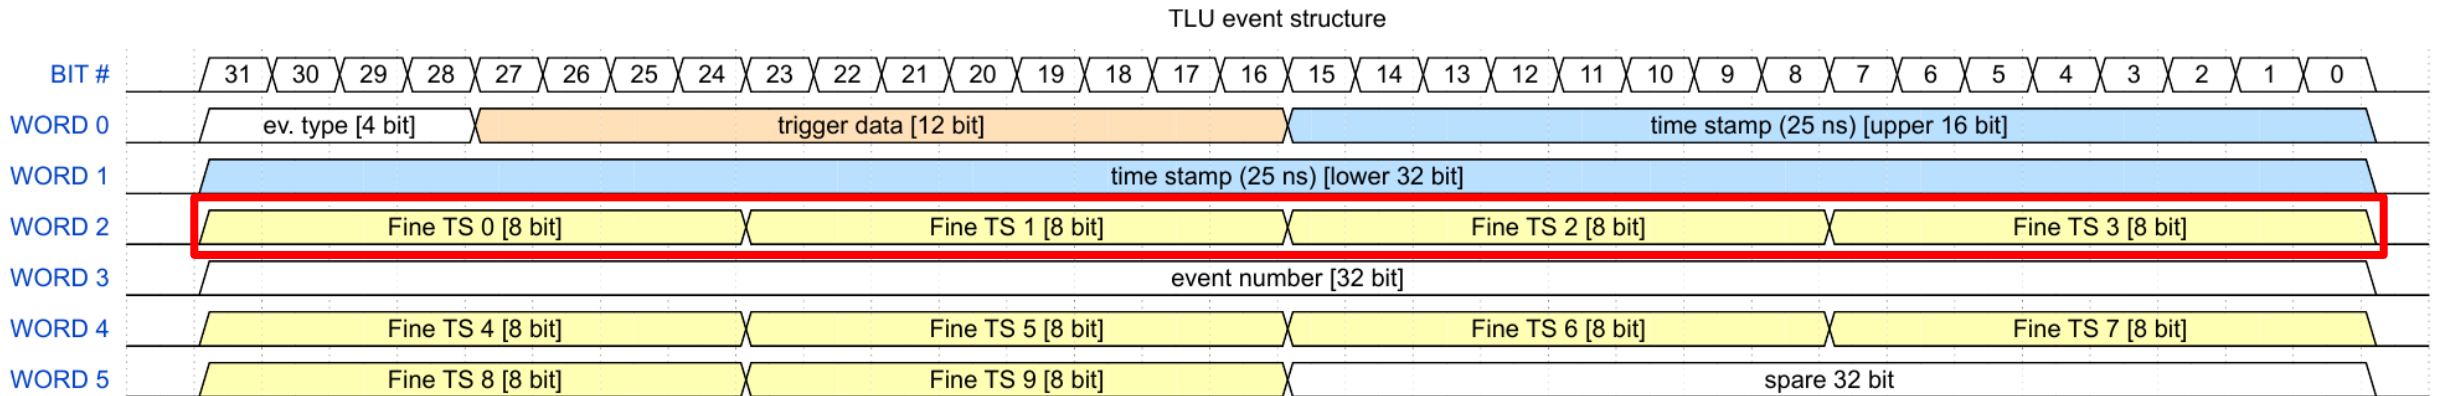 TLU event structure
BIT # 31 30 29 28 27 26 25 24 23 22 21 20 19 18 17 16 15 14 13 12 11 10 9 8 7 6 5 4 3 2 1 0
WORD 0 ev. type [4 bit] trigger data [12 bit] time stamp (25 ns) [upper 16 bit]
WORD 1 time stamp (25 ns) [lower 32 bit]
WORD 2 Fine TS 0 [8 bit] Fine TS 1 [8 bit] Fine TS 2 [8 bit] Fine TS 3 [8 bit]
WORD 3 event number [32 bit]
WORD 4 Fine TS 4 [8 bit] Fine TS 5 [8 bit] Fine TS 6 [8 bit] Fine TS 7 [8 bit]
WORD 5 Fine TS 8 [8 bit] Fine TS 9 [8 bit] spare 32 bit